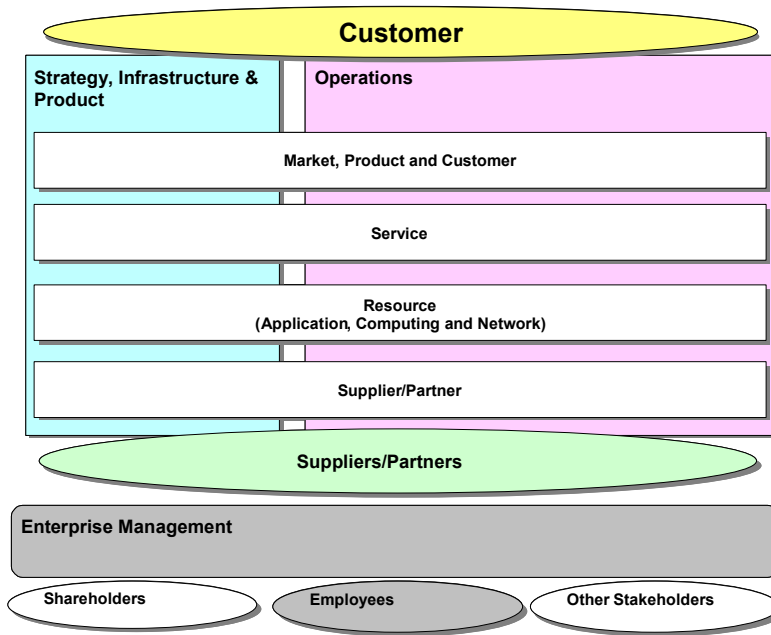 Customer
Strategy, Infrastructure &
Product
Operations
Market, Product and Customer
Service
Resource
(Application, Computing and Network)
Supplier/Partner
Suppliers/Partners
Enterprise Management
Shareholders
Employees
Other Stakeholders